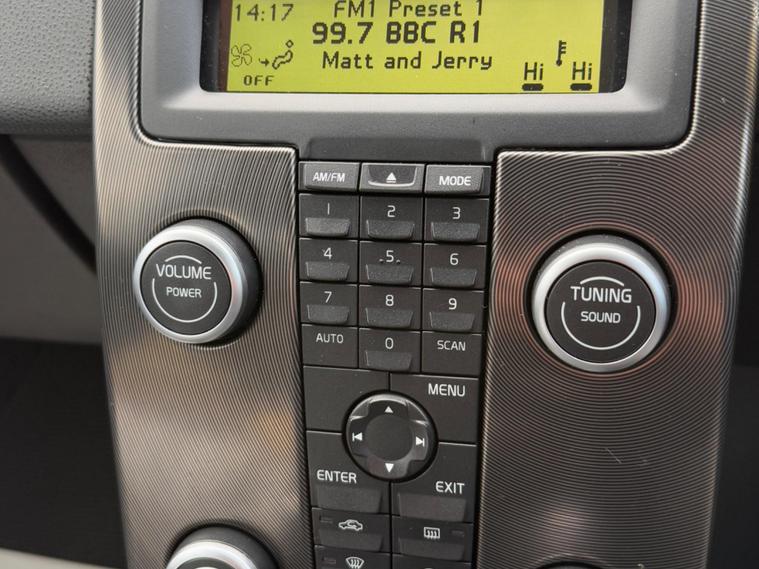 14:17 FM1 Preset 1
99.7 BBC R1
Matt and Jerry
OFF Hi Hi
AM/FM MODE
1 2 3
4 5 6
7 8 9
AUTO 0 SCAN
VOLUME
POWER
TUNING
SOUND
MENU
ENTER
EXIT